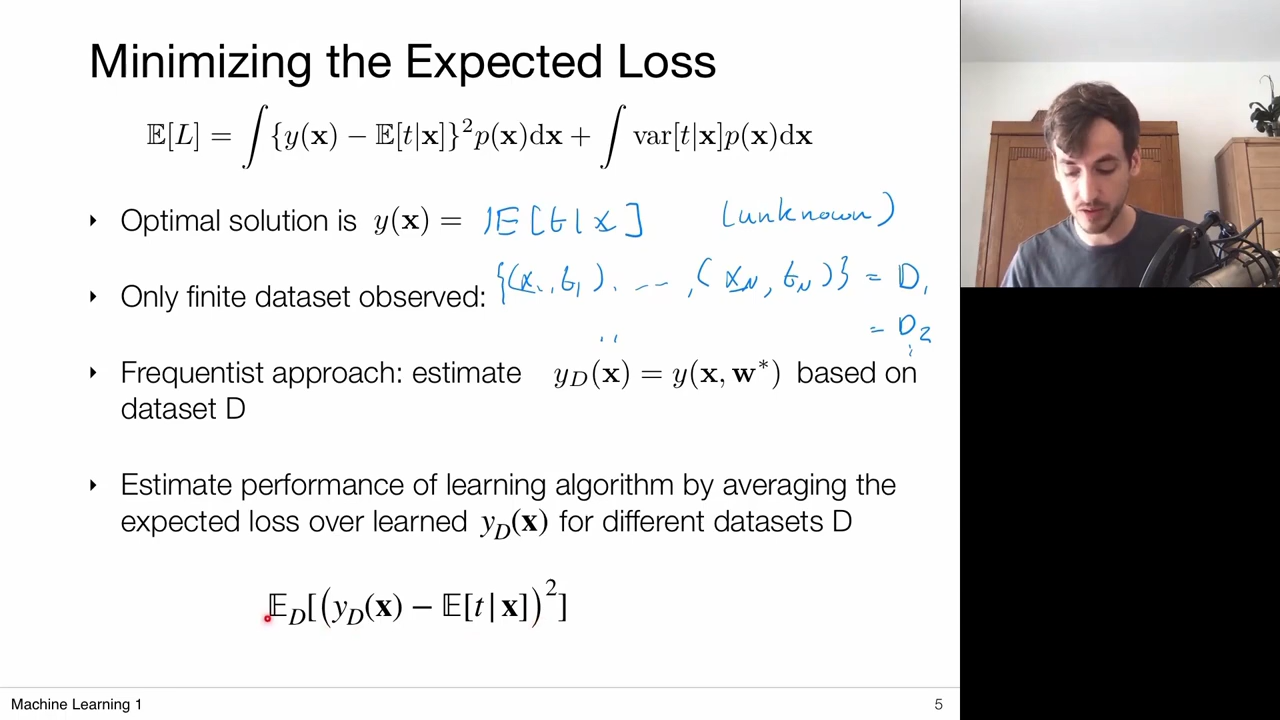 Minimizing the Expected Loss
𝔼[L] = ∫{y(𝐱) − 𝔼[t|𝐱]}²p(𝐱)d𝐱 + ∫ var[t|𝐱]p(𝐱)d𝐱
‣ Optimal solution is y(𝐱) = 𝔼[t|x] (unknown)
‣ Only finite dataset observed: {(x₁,t₁), ..., (x_N, t_N)} = D₁
.. = D₂
‣ Frequentist approach: estimate y_D(𝐱) = y(𝐱, 𝐰*) based on
dataset D
‣ Estimate performance of learning algorithm by averaging the
expected loss over learned y_D(𝐱) for different datasets D
𝔼_D[(y_D(𝐱) − 𝔼[t|𝐱])²]
Machine Learning 1 5